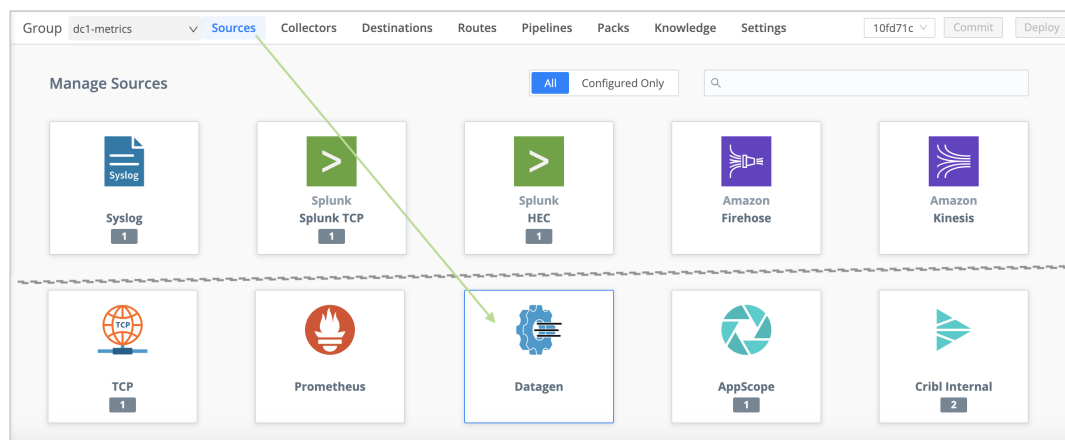 Group dc1-metrics Sources Collectors Destinations Routes Pipelines Packs Knowledge Settings 10fd71c Commit Deploy
Manage Sources All Configured Only
Syslog
Syslog
1
Splunk
Splunk TCP
1
Splunk
HEC
1
Amazon
Firehose
Amazon
Kinesis
TCP
TCP
1
Prometheus
Datagen
AppScope
1
Cribl Internal
2